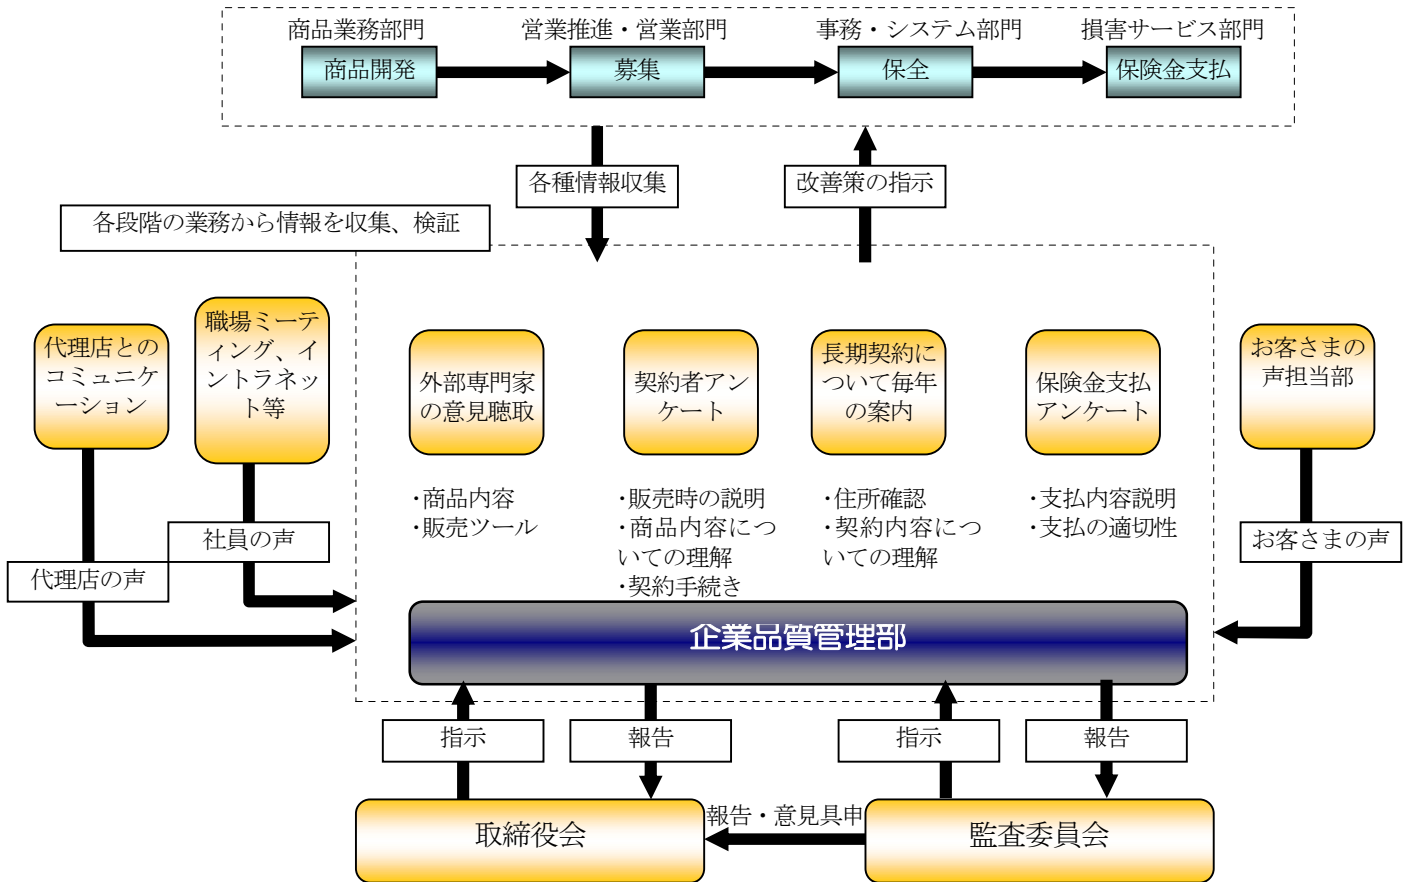 商品業務部門
営業推進・営業部門
事務・システム部門
損害サービス部門
商品開発
募集
保全
保険金支払
各種情報収集
改善策の指示
各段階の業務から情報を収集、検証
代理店との
コミュニケ
ーション
職場ミーテ
ィング、イ
ントラネッ
ト等
外部専門家
の意見聴取
契約者アン
ケート
長期契約に
ついて毎年
の案内
保険金支払
アンケート
お客さまの
声担当部
・商品内容
・販売ツール
・販売時の説明
・商品内容につ
いての理解
・契約手続き
・住所確認
・契約内容につ
いての理解
・支払内容説明
・支払の適切性
社員の声
代理店の声
お客さまの声
企業品質管理部
指示
報告
指示
報告
取締役会
報告・意見具申
監査委員会